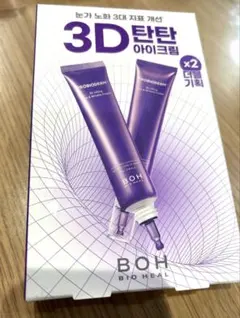 눈가 노화 3대 지표 개선
3D 탄탄
아이크림
x2
더블
기획
PROBIODERM
BOH
BIO HEAL